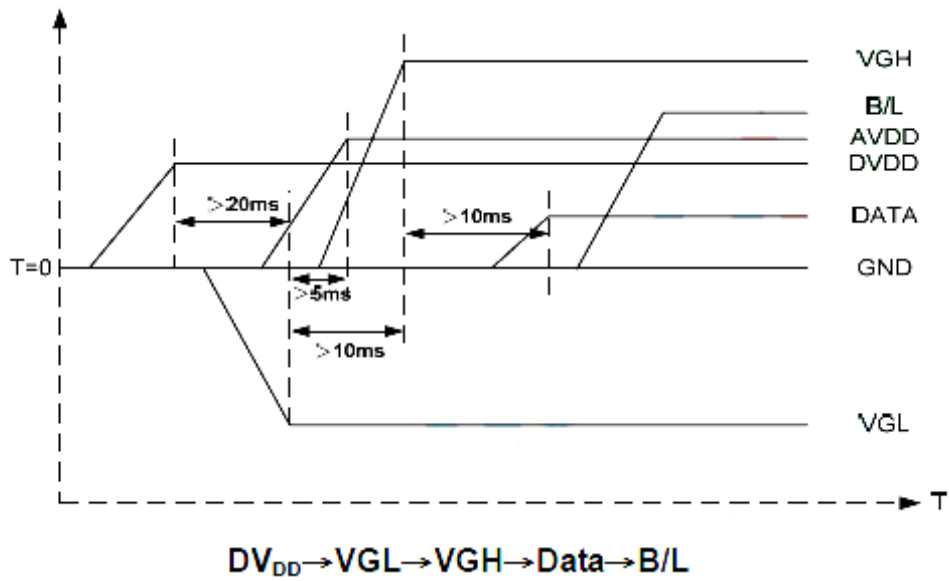 VGH
B/L
AVDD
DVDD
>20ms
>10ms
DATA
T=0
GND
>5ms
>10ms
VGL
T
DVDD→VGL→VGH→Data→B/L